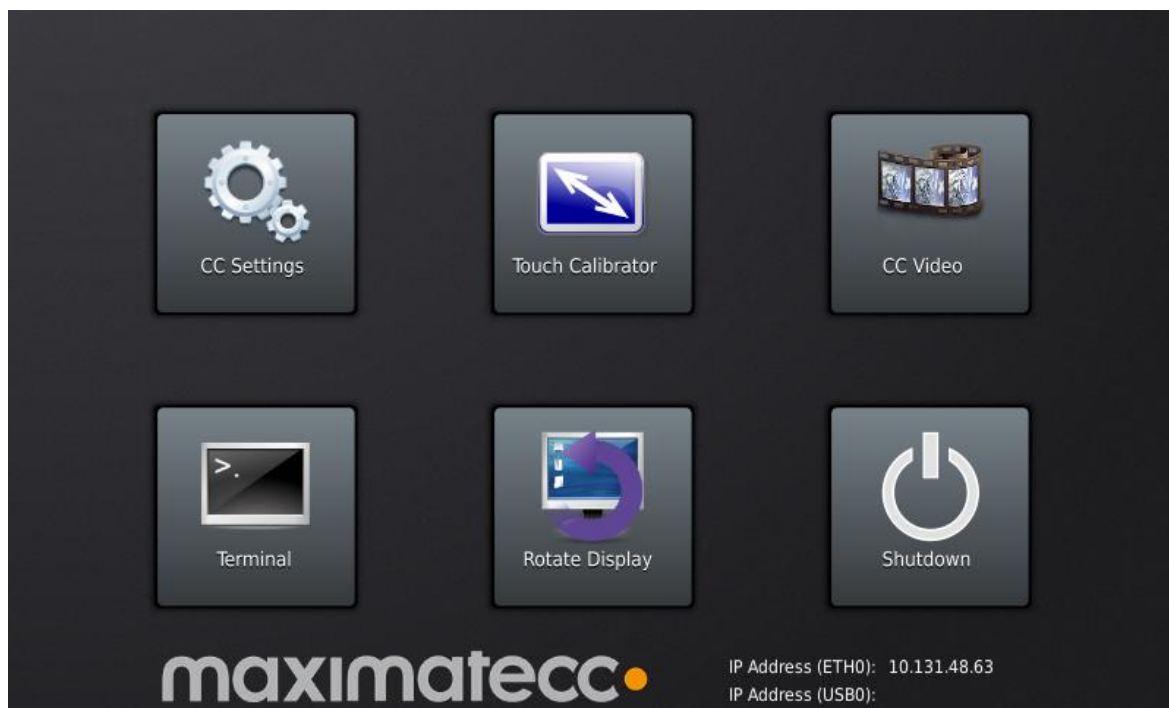 CC Settings
Touch Calibrator
CC Video
>.
Terminal
Rotate Display
Shutdown
maximatecc
IP Address (ETH0): 10.131.48.63
IP Address (USB0):